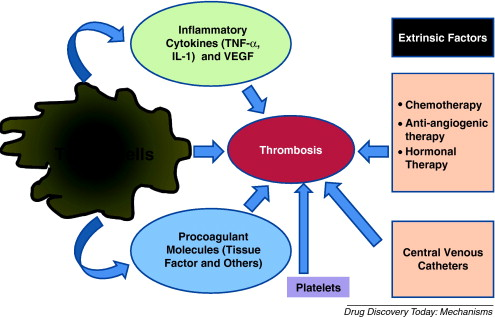 Inflammatory
Cytokines (TNF-α,
IL-1) and VEGF
Extrinsic Factors
• Chemotherapy
• Anti-angiogenic
therapy
• Hormonal
Therapy
Thrombosis
Procoagulant
Molecules (Tissue
Factor and Others)
Platelets
Central Venous
Catheters
Drug Discovery Today: Mechanisms